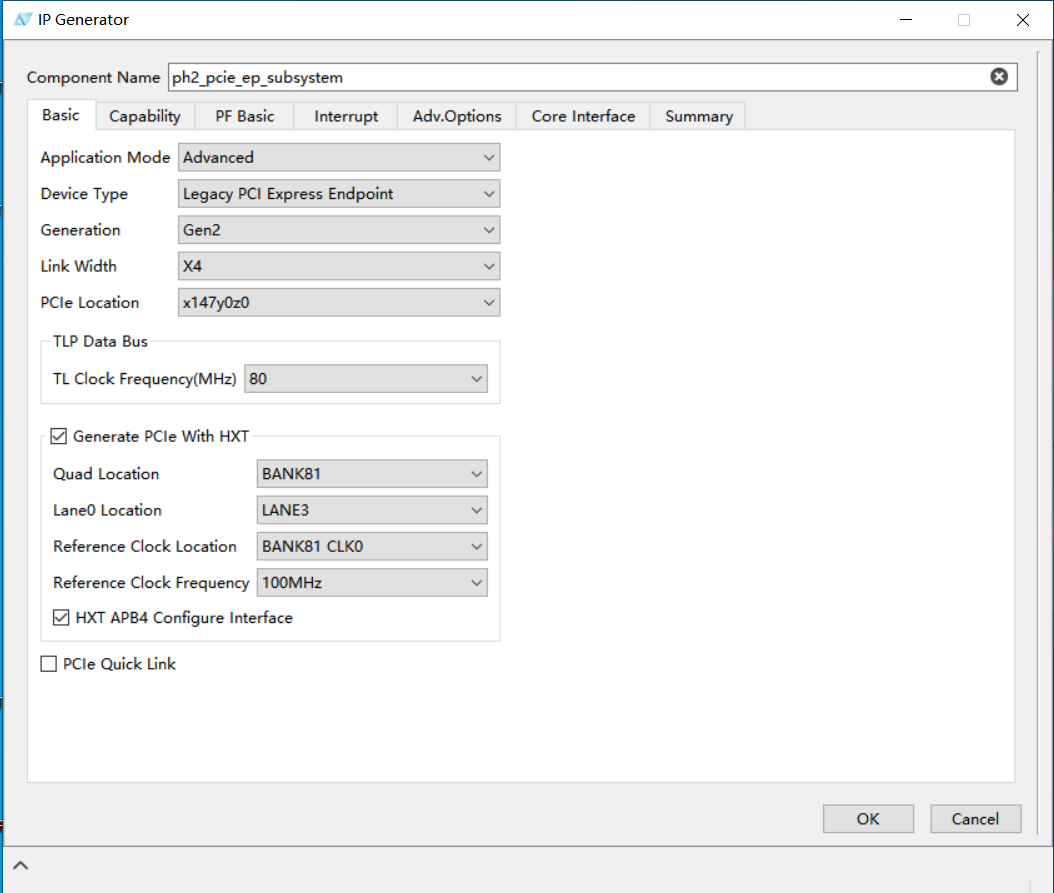 IP Generator
Component Name ph2_pcie_ep_subsystem
Basic Capability PF Basic Interrupt Adv.Options Core Interface Summary
Application Mode Advanced
Device Type Legacy PCI Express Endpoint
Generation Gen2
Link Width X4
PCIe Location x147y0z0
TLP Data Bus
TL Clock Frequency(MHz) 80
Generate PCIe With HXT
Quad Location BANK81
Lane0 Location LANE3
Reference Clock Location BANK81 CLK0
Reference Clock Frequency 100MHz
HXT APB4 Configure Interface
PCIe Quick Link
OK Cancel